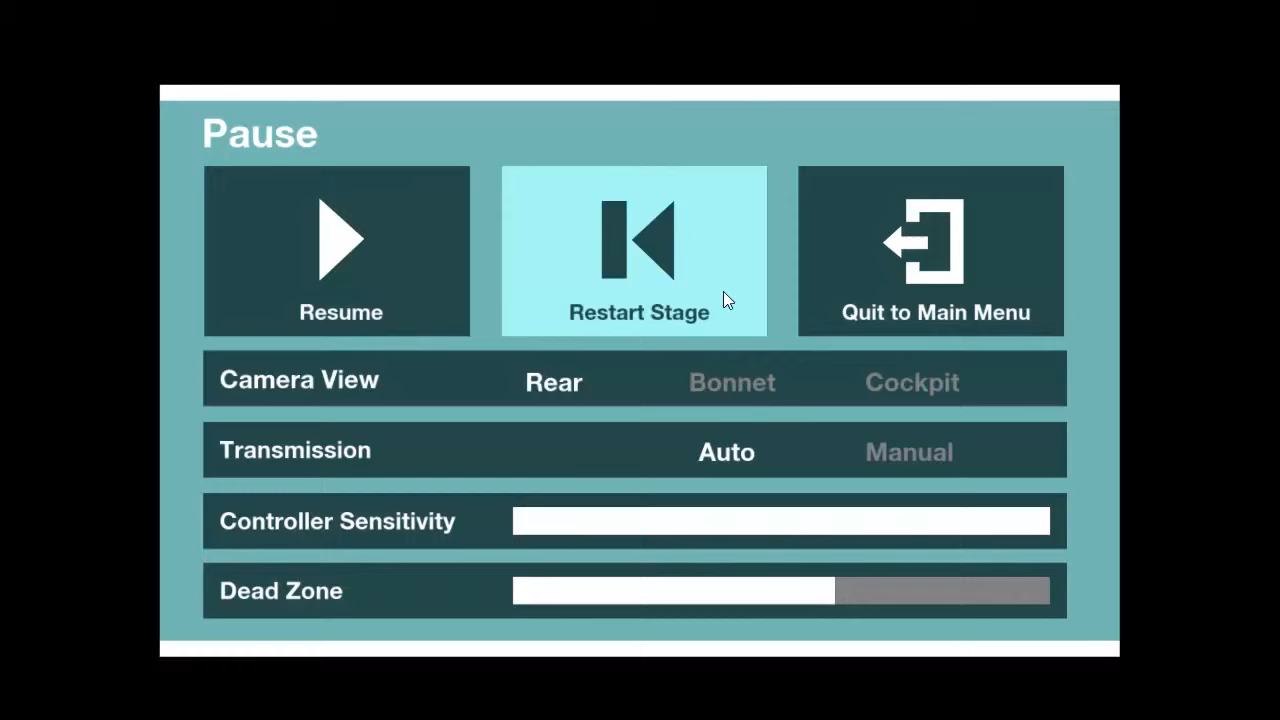 Pause
Resume
Restart Stage
Quit to Main Menu
Camera View Rear Bonnet Cockpit
Transmission Auto Manual
Controller Sensitivity
Dead Zone